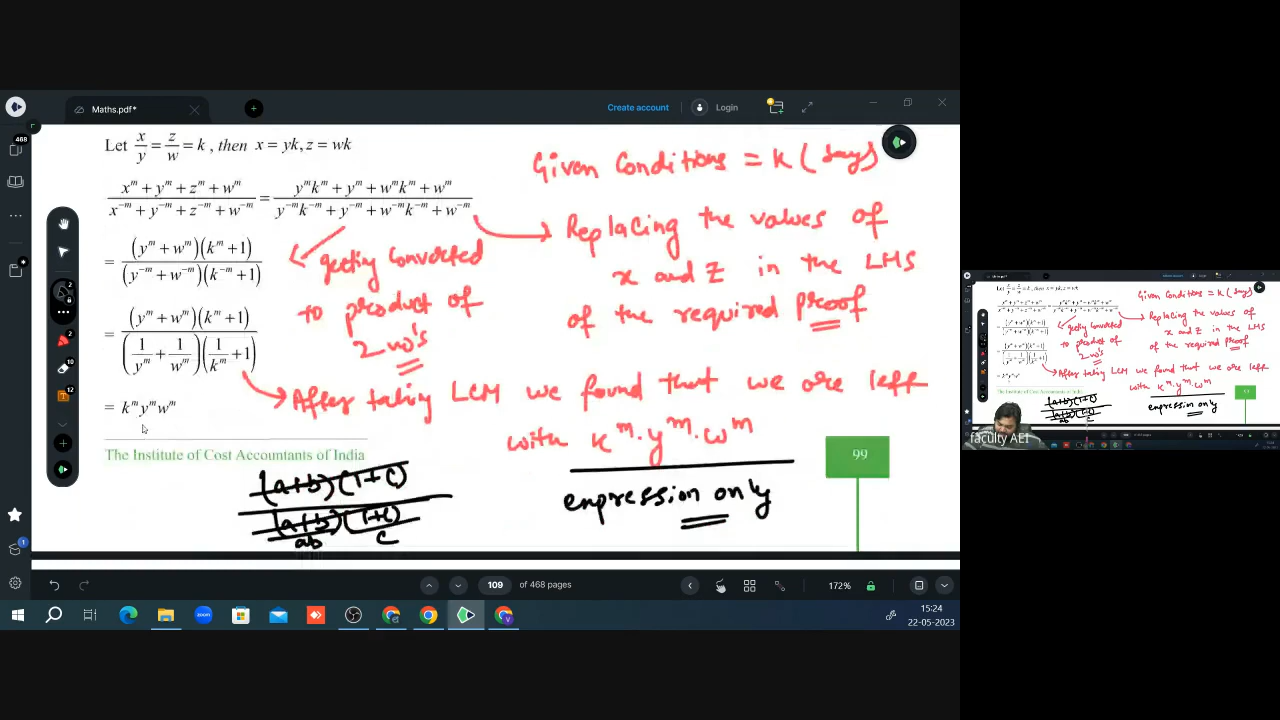 Maths.pdf*
Create account
Login
468
Let x/y = z/w = k, then x = yk, z = wk
Given Conditions = k (says)
(x^m + y^m + z^m + w^m)/(x^-m + y^-m + z^-m + w^-m) = (y^m k^m + y^m + w^m k^m + w^m)/(y^-m k^-m + y^-m + w^-m k^-m + w^-m)
Replacing the values of
x and z in the LHS
of the required proof
= (y^m + w^m)(k^m + 1)/(y^-m + w^-m)(k^-m + 1)
getting converted
to product of
2 no's
= (y^m + w^m)(k^m + 1)/(1/y^m + 1/w^m)(1/k^m + 1)
After taking LCM we found that we are left
with k^m . y^m . w^m
= k^m y^m w^m
The Institute of Cost Accountants of India
99
(a+b) (1+c)
(a+b) (1+c)
ab c
expression only
109 of 468 pages
172%
zoom
15:24
22-05-2023
faculty AEI